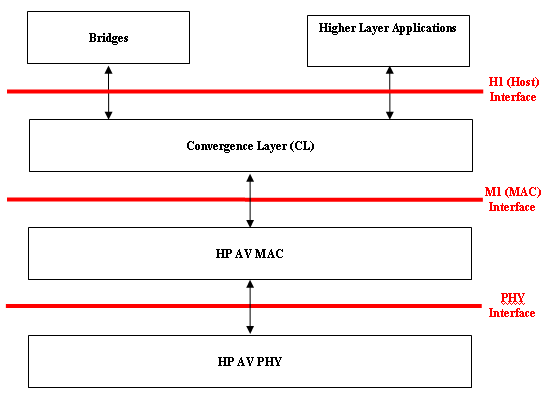 Bridges
Higher Layer Applications
H1 (Host)
Interface
Convergence Layer (CL)
M1 (MAC)
Interface
HP AV MAC
PHY
Interface
HP AV PHY